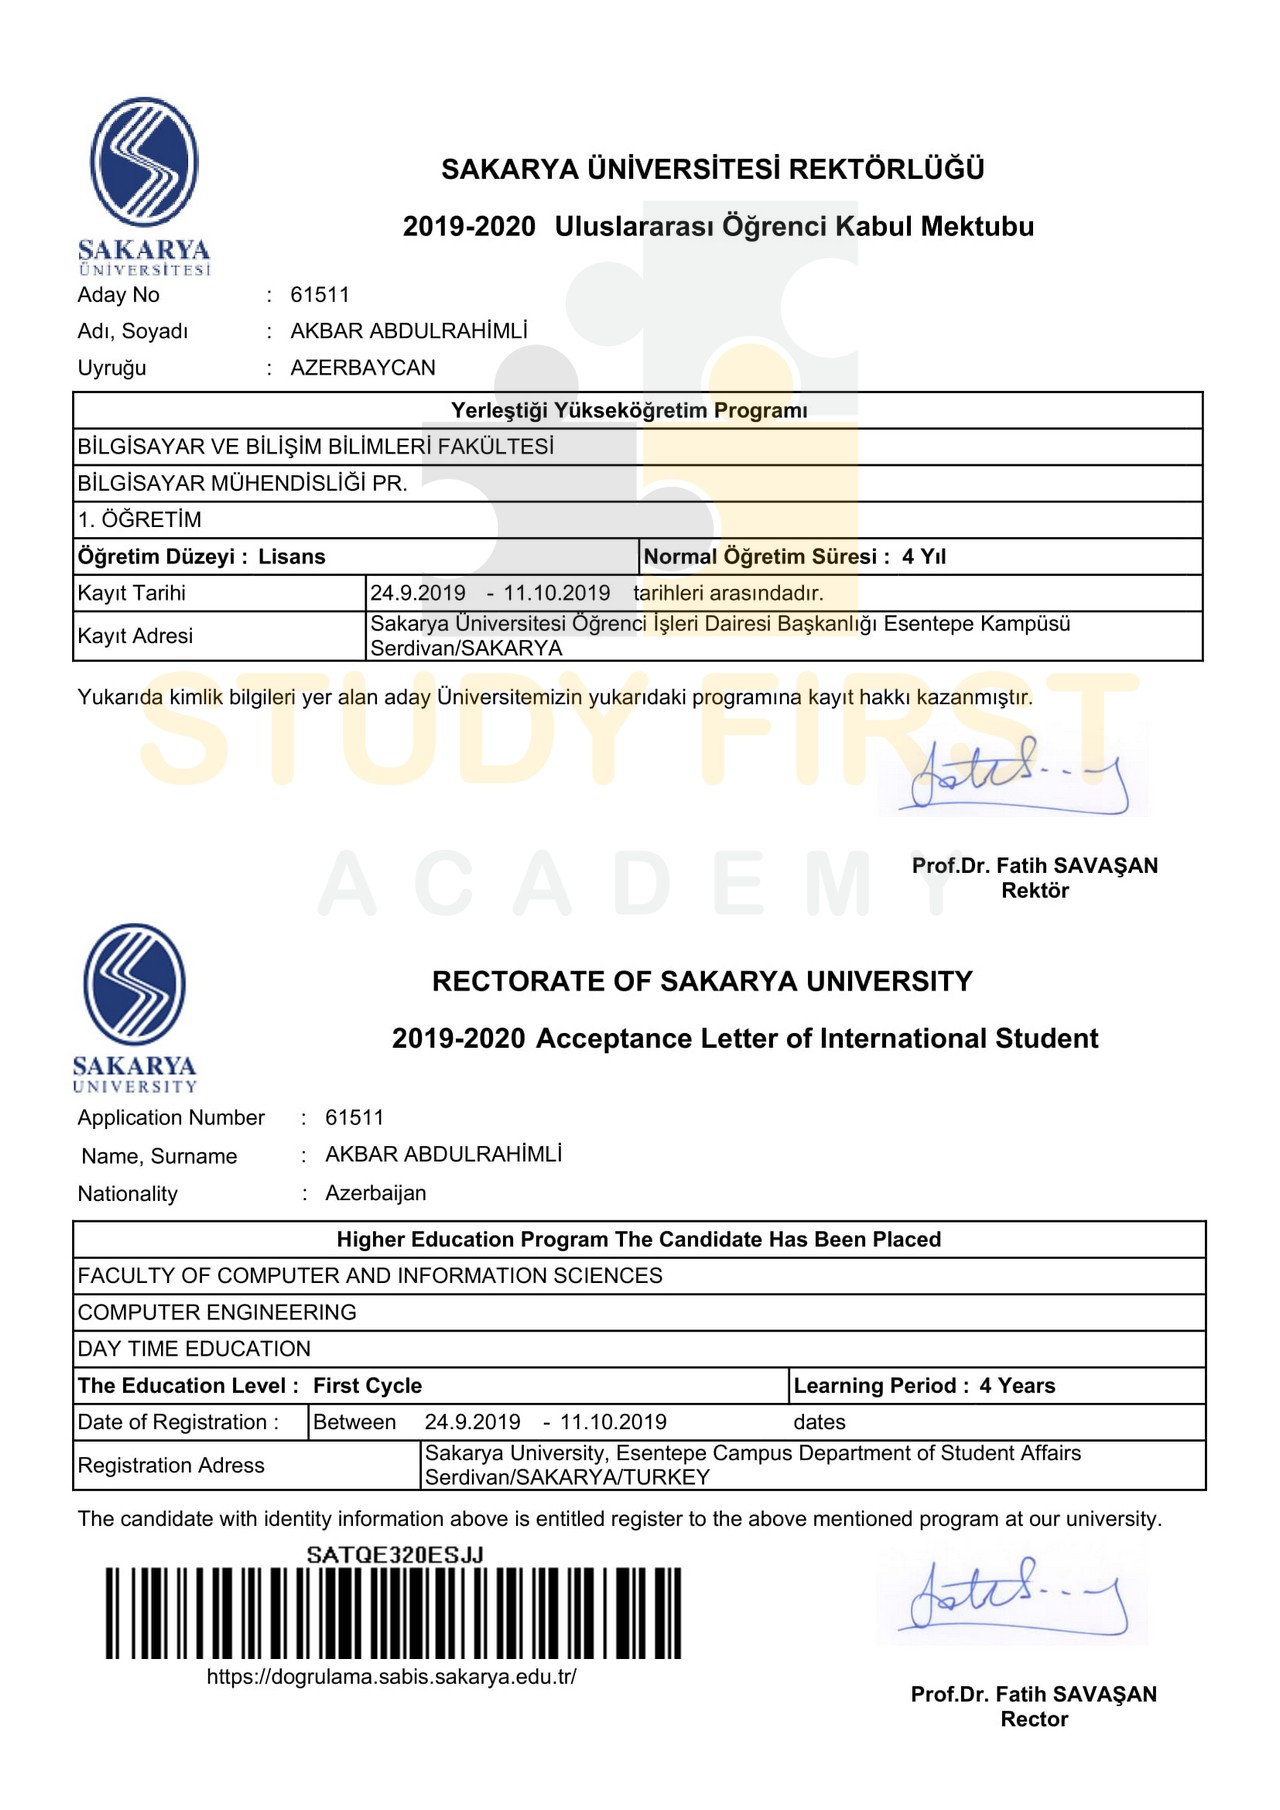 SAKARYA
ÜNİVERSİTESİ
SAKARYA ÜNİVERSİTESİ REKTÖRLÜĞÜ
2019-2020 Uluslararası Öğrenci Kabul Mektubu
Aday No : 61511
Adı, Soyadı : AKBAR ABDULRAHİMLİ
Uyruğu : AZERBAYCAN
Yerleştiği Yükseköğretim Programı
BİLGİSAYAR VE BİLİŞİM BİLİMLERİ FAKÜLTESİ
BİLGİSAYAR MÜHENDİSLİĞİ PR.
1. ÖĞRETİM
Öğretim Düzeyi : Lisans Normal Öğretim Süresi : 4 Yıl
Kayıt Tarihi 24.9.2019 - 11.10.2019 tarihleri arasındadır.
Kayıt Adresi Sakarya Üniversitesi Öğrenci İşleri Dairesi Başkanlığı Esentepe Kampüsü
Serdivan/SAKARYA
Yukarıda kimlik bilgileri yer alan aday Üniversitemizin yukarıdaki programına kayıt hakkı kazanmıştır.
STUDY FIRST
ACADEMY
Prof.Dr. Fatih SAVAŞAN
Rektör
SAKARYA
UNIVERSITY
RECTORATE OF SAKARYA UNIVERSITY
2019-2020 Acceptance Letter of International Student
Application Number : 61511
Name, Surname : AKBAR ABDULRAHİMLİ
Nationality : Azerbaijan
Higher Education Program The Candidate Has Been Placed
FACULTY OF COMPUTER AND INFORMATION SCIENCES
COMPUTER ENGINEERING
DAY TIME EDUCATION
The Education Level : First Cycle Learning Period : 4 Years
Date of Registration : Between 24.9.2019 - 11.10.2019 dates
Registration Adress Sakarya University, Esentepe Campus Department of Student Affairs
Serdivan/SAKARYA/TURKEY
The candidate with identity information above is entitled register to the above mentioned program at our university.
SATQE320ESJJ
https://dogrulama.sabis.sakarya.edu.tr/
Prof.Dr. Fatih SAVAŞAN
Rector